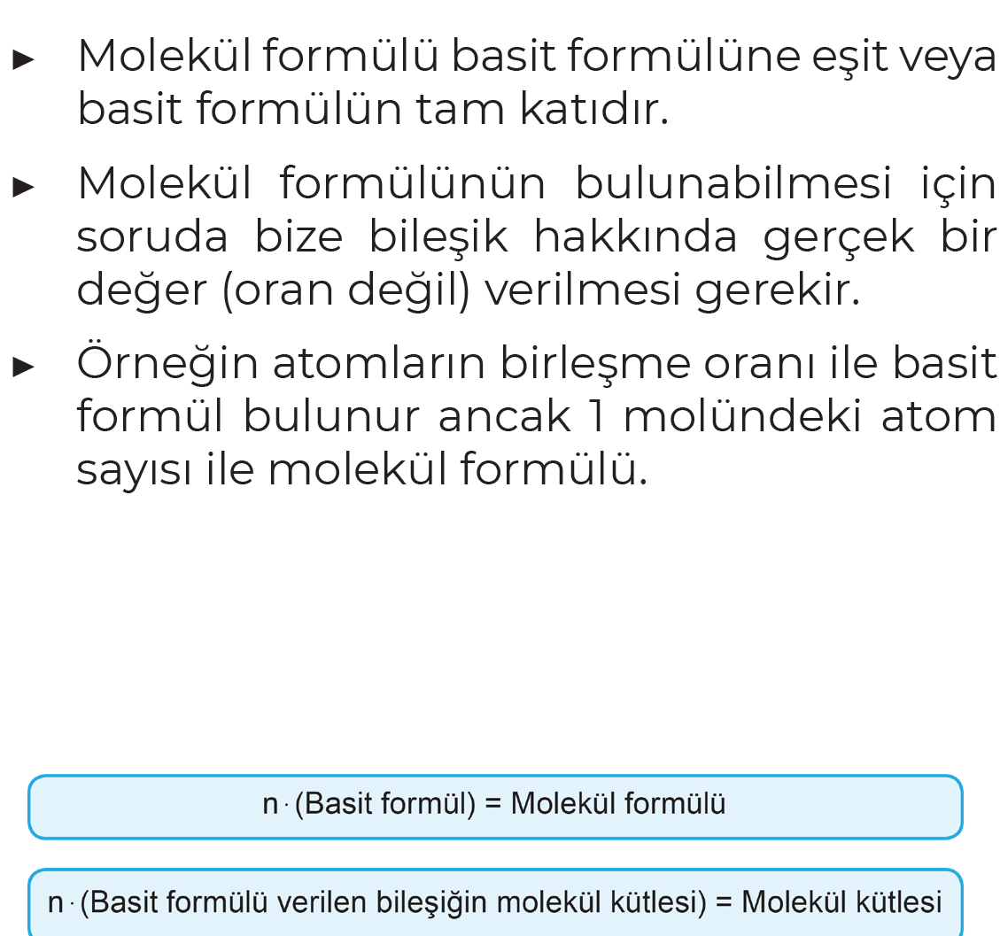 ► Molekül formülü basit formülüne eşit veya
basit formülün tam katıdır.
► Molekül formülünün bulunabilmesi için
soruda bize bileşik hakkında gerçek bir
değer (oran değil) verilmesi gerekir.
► Örneğin atomların birleşme oranı ile basit
formül bulunur ancak 1 molündeki atom
sayısı ile molekül formülü.
n · (Basit formül) = Molekül formülü
n · (Basit formülü verilen bileşiğin molekül kütlesi) = Molekül kütlesi